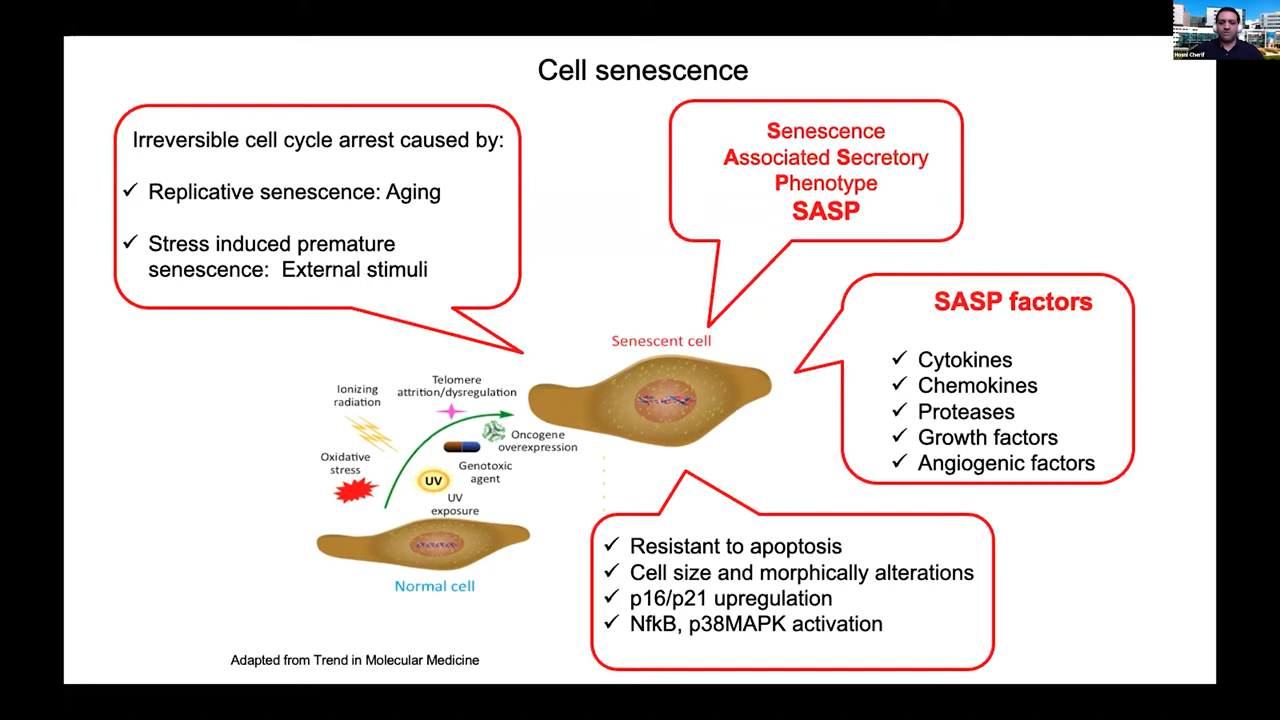 Hosni Cherif
Cell senescence
Irreversible cell cycle arrest caused by:
✓ Replicative senescence: Aging
✓ Stress induced premature
senescence: External stimuli
Senescence
Associated Secretory
Phenotype
SASP
SASP factors
✓ Cytokines
✓ Chemokines
✓ Proteases
✓ Growth factors
✓ Angiogenic factors
Senescent cell
Telomere
attrition/dysregulation
Ionizing
radiation
Oncogene
overexpression
Oxidative
stress
Genotoxic
agent
UV
UV
exposure
Normal cell
✓ Resistant to apoptosis
✓ Cell size and morphically alterations
✓ p16/p21 upregulation
✓ NfkB, p38MAPK activation
Adapted from Trend in Molecular Medicine